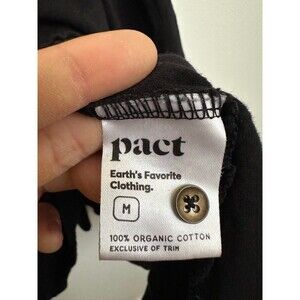 pact
Earth's Favorite
Clothing.
M
100% ORGANIC COTTON
EXCLUSIVE OF TRIM